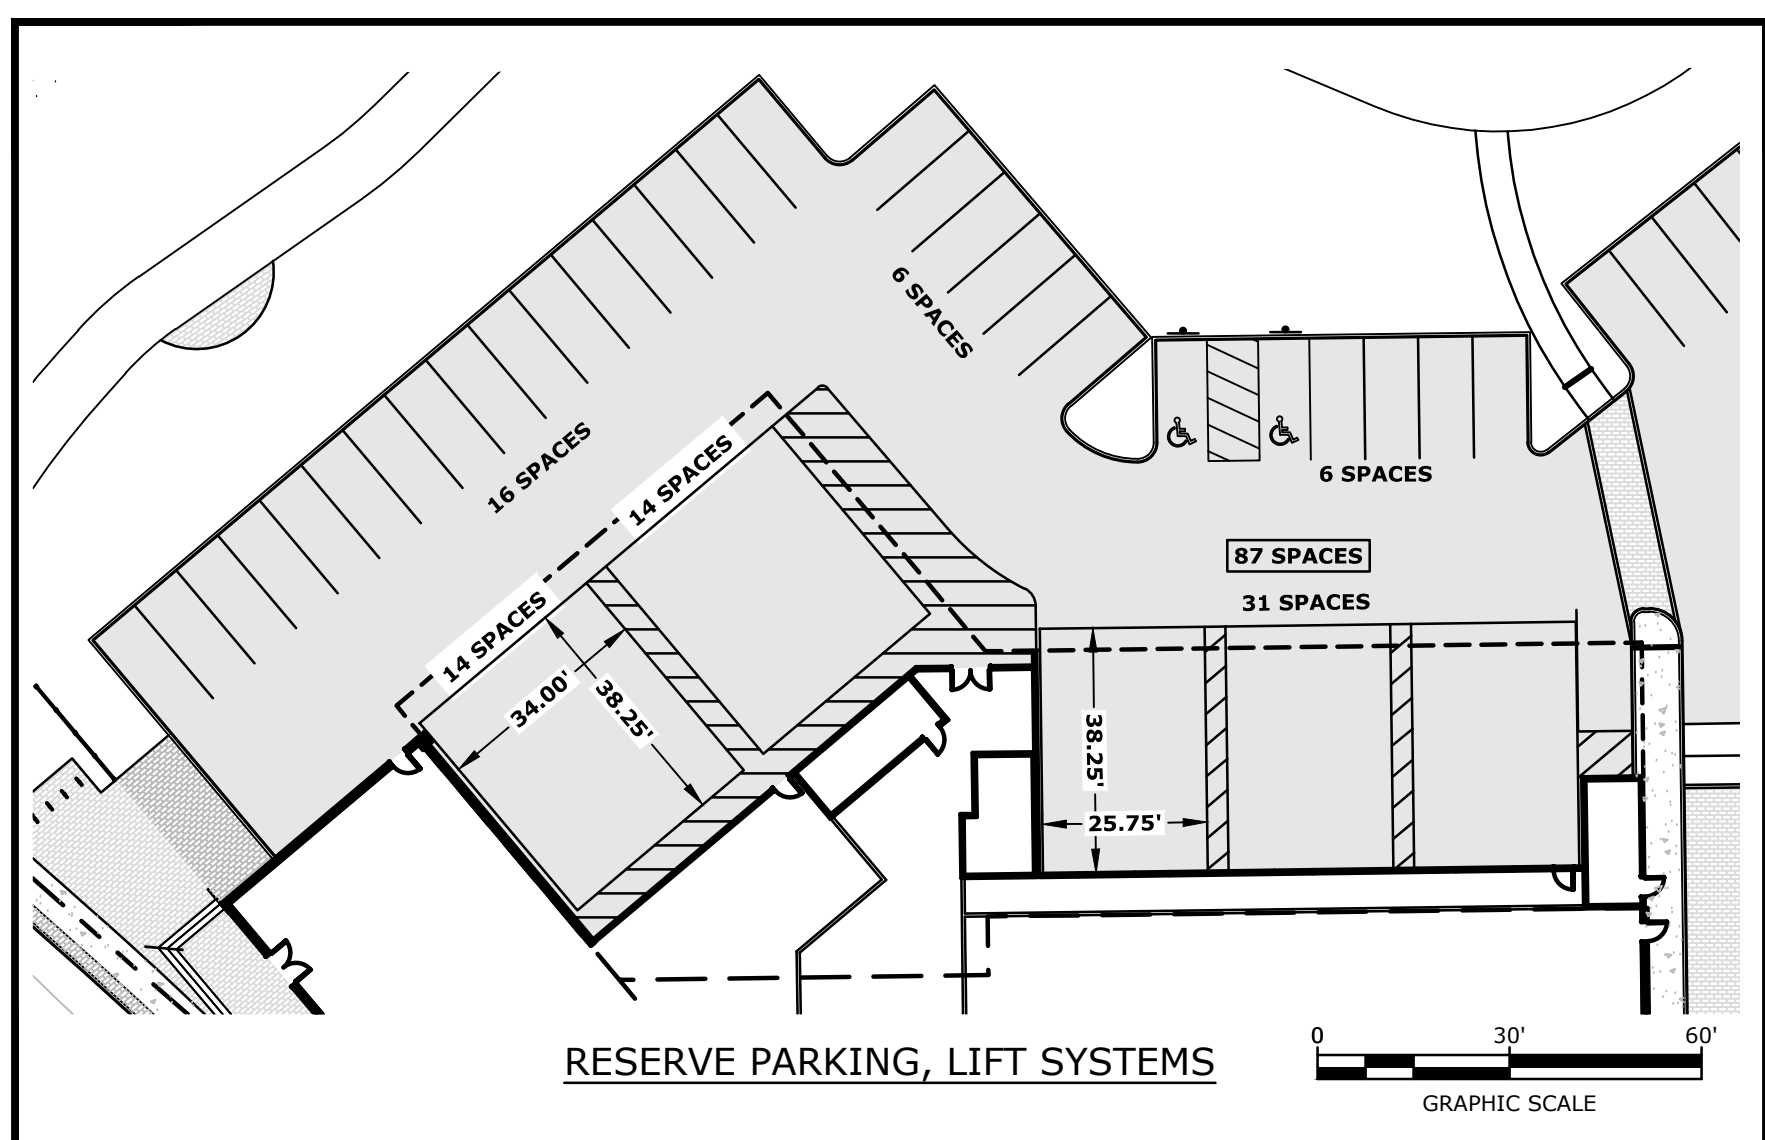 6 SPACES
16 SPACES
14 SPACES
6 SPACES
87 SPACES
31 SPACES
14 SPACES
34.00'
38.25'
38.25'
25.75'
RESERVE PARKING, LIFT SYSTEMS
0 30' 60'
GRAPHIC SCALE